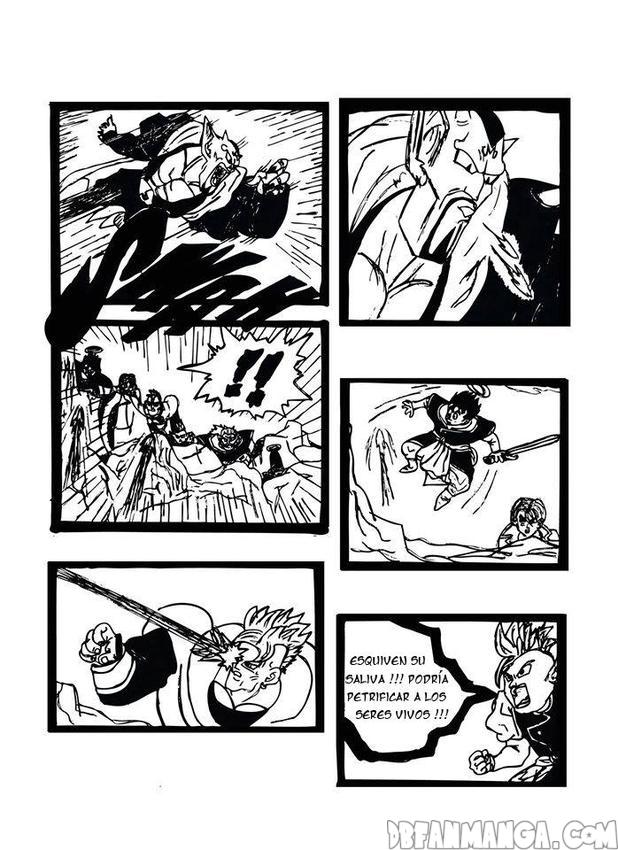 !!
ESQUIVEN SU
SALIVA !!! PODRÍA
PETRIFICAR A LOS
SERES VIVOS !!!
DBFANMANGA.COM